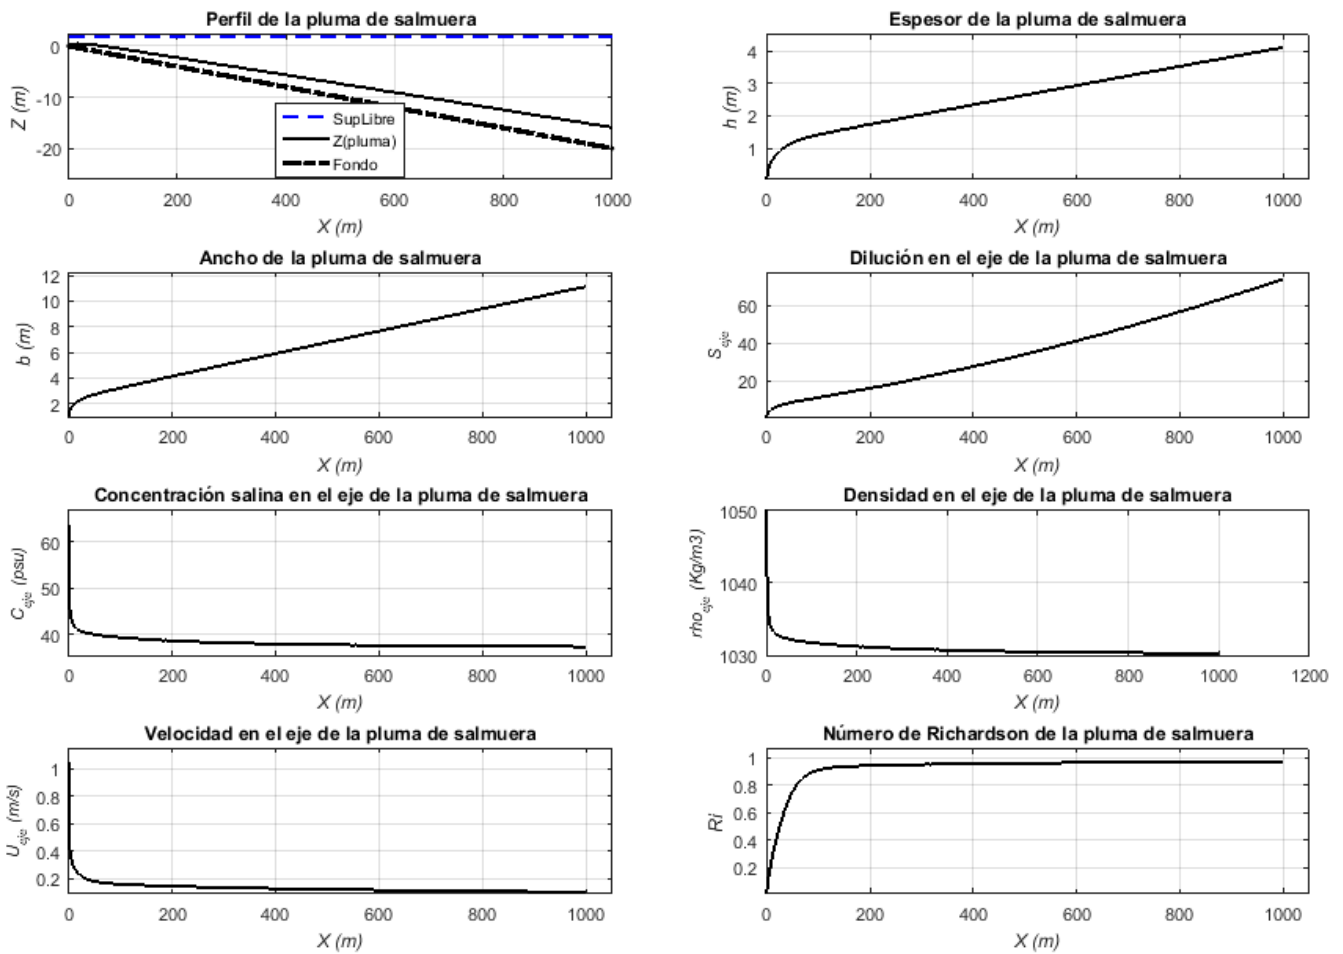 Perfil de la pluma de salmuera
0
-10
-20
Z (m)
SupLibre
Z(pluma)
Fondo
0 200 400 600 800 1000
X (m)
Espesor de la pluma de salmuera
4
3
2
1
h (m)
0 200 400 600 800 1000
X (m)
Ancho de la pluma de salmuera
12
10
8
6
4
2
b (m)
0 200 400 600 800 1000
X (m)
Dilución en el eje de la pluma de salmuera
60
40
20
S_eje
0 200 400 600 800 1000
X (m)
Concentración salina en el eje de la pluma de salmuera
60
50
40
C_eje (psu)
0 200 400 600 800 1000
X (m)
Densidad en el eje de la pluma de salmuera
1050
1040
1030
rho_eje (Kg/m3)
0 200 400 600 800 1000 1200
X (m)
Velocidad en el eje de la pluma de salmuera
1
0.8
0.6
0.4
0.2
U_eje (m/s)
0 200 400 600 800 1000
X (m)
Número de Richardson de la pluma de salmuera
1
0.8
0.6
0.4
0.2
Ri
0 200 400 600 800 1000
X (m)